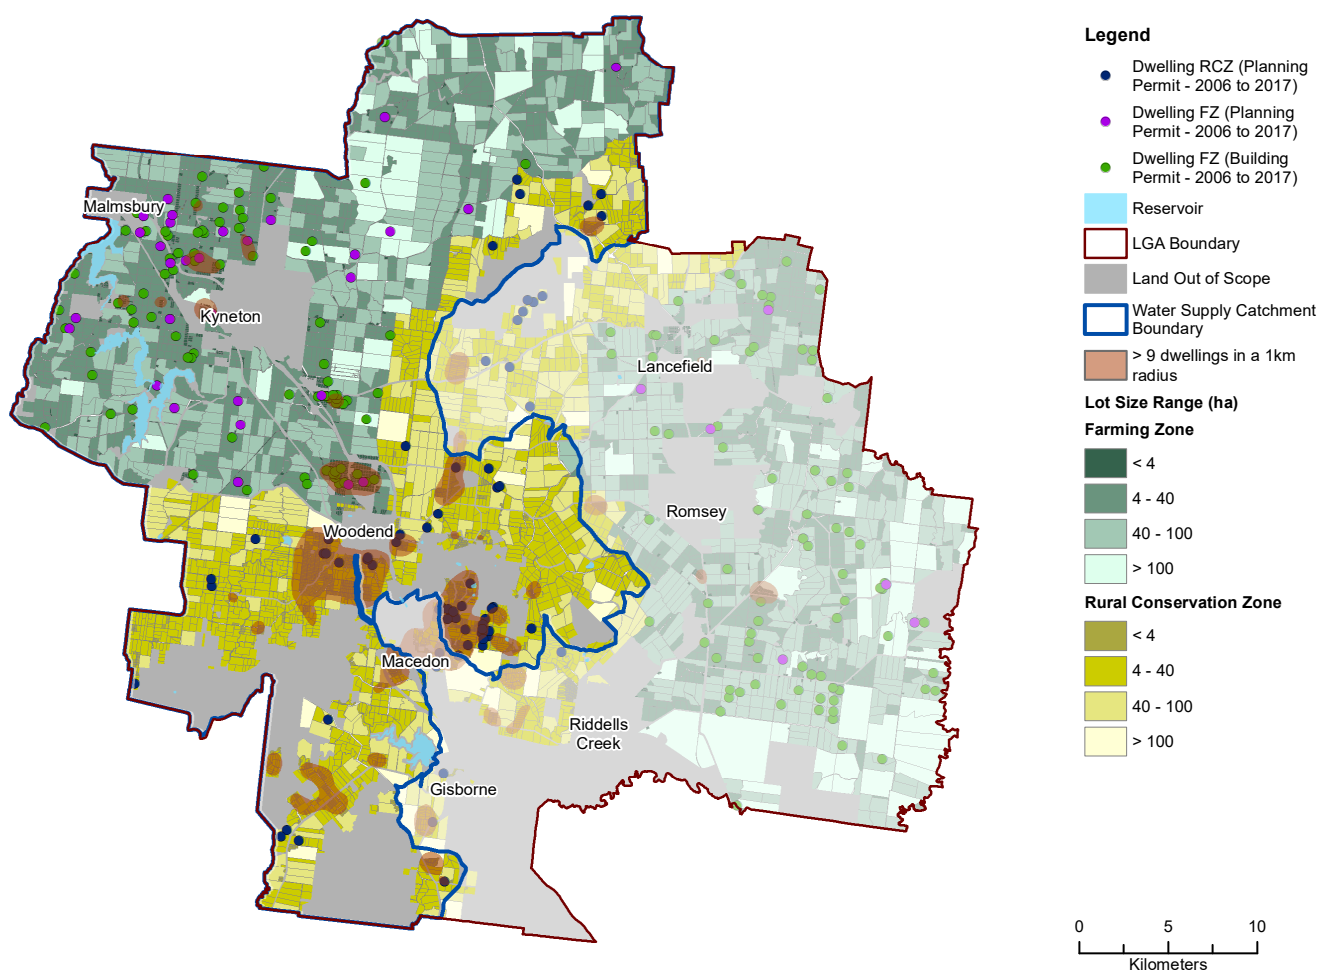 Malmsbury
Kyneton
Lancefield
Romsey
Woodend
Macedon
Riddells
Creek
Gisborne
Legend
Dwelling RCZ (Planning
Permit - 2006 to 2017)
Dwelling FZ (Planning
Permit - 2006 to 2017)
Dwelling FZ (Building
Permit - 2006 to 2017)
Reservoir
LGA Boundary
Land Out of Scope
Water Supply Catchment
Boundary
> 9 dwellings in a 1km
radius
Lot Size Range (ha)
Farming Zone
< 4
4 - 40
40 - 100
> 100
Rural Conservation Zone
< 4
4 - 40
40 - 100
> 100
0 5 10
Kilometers